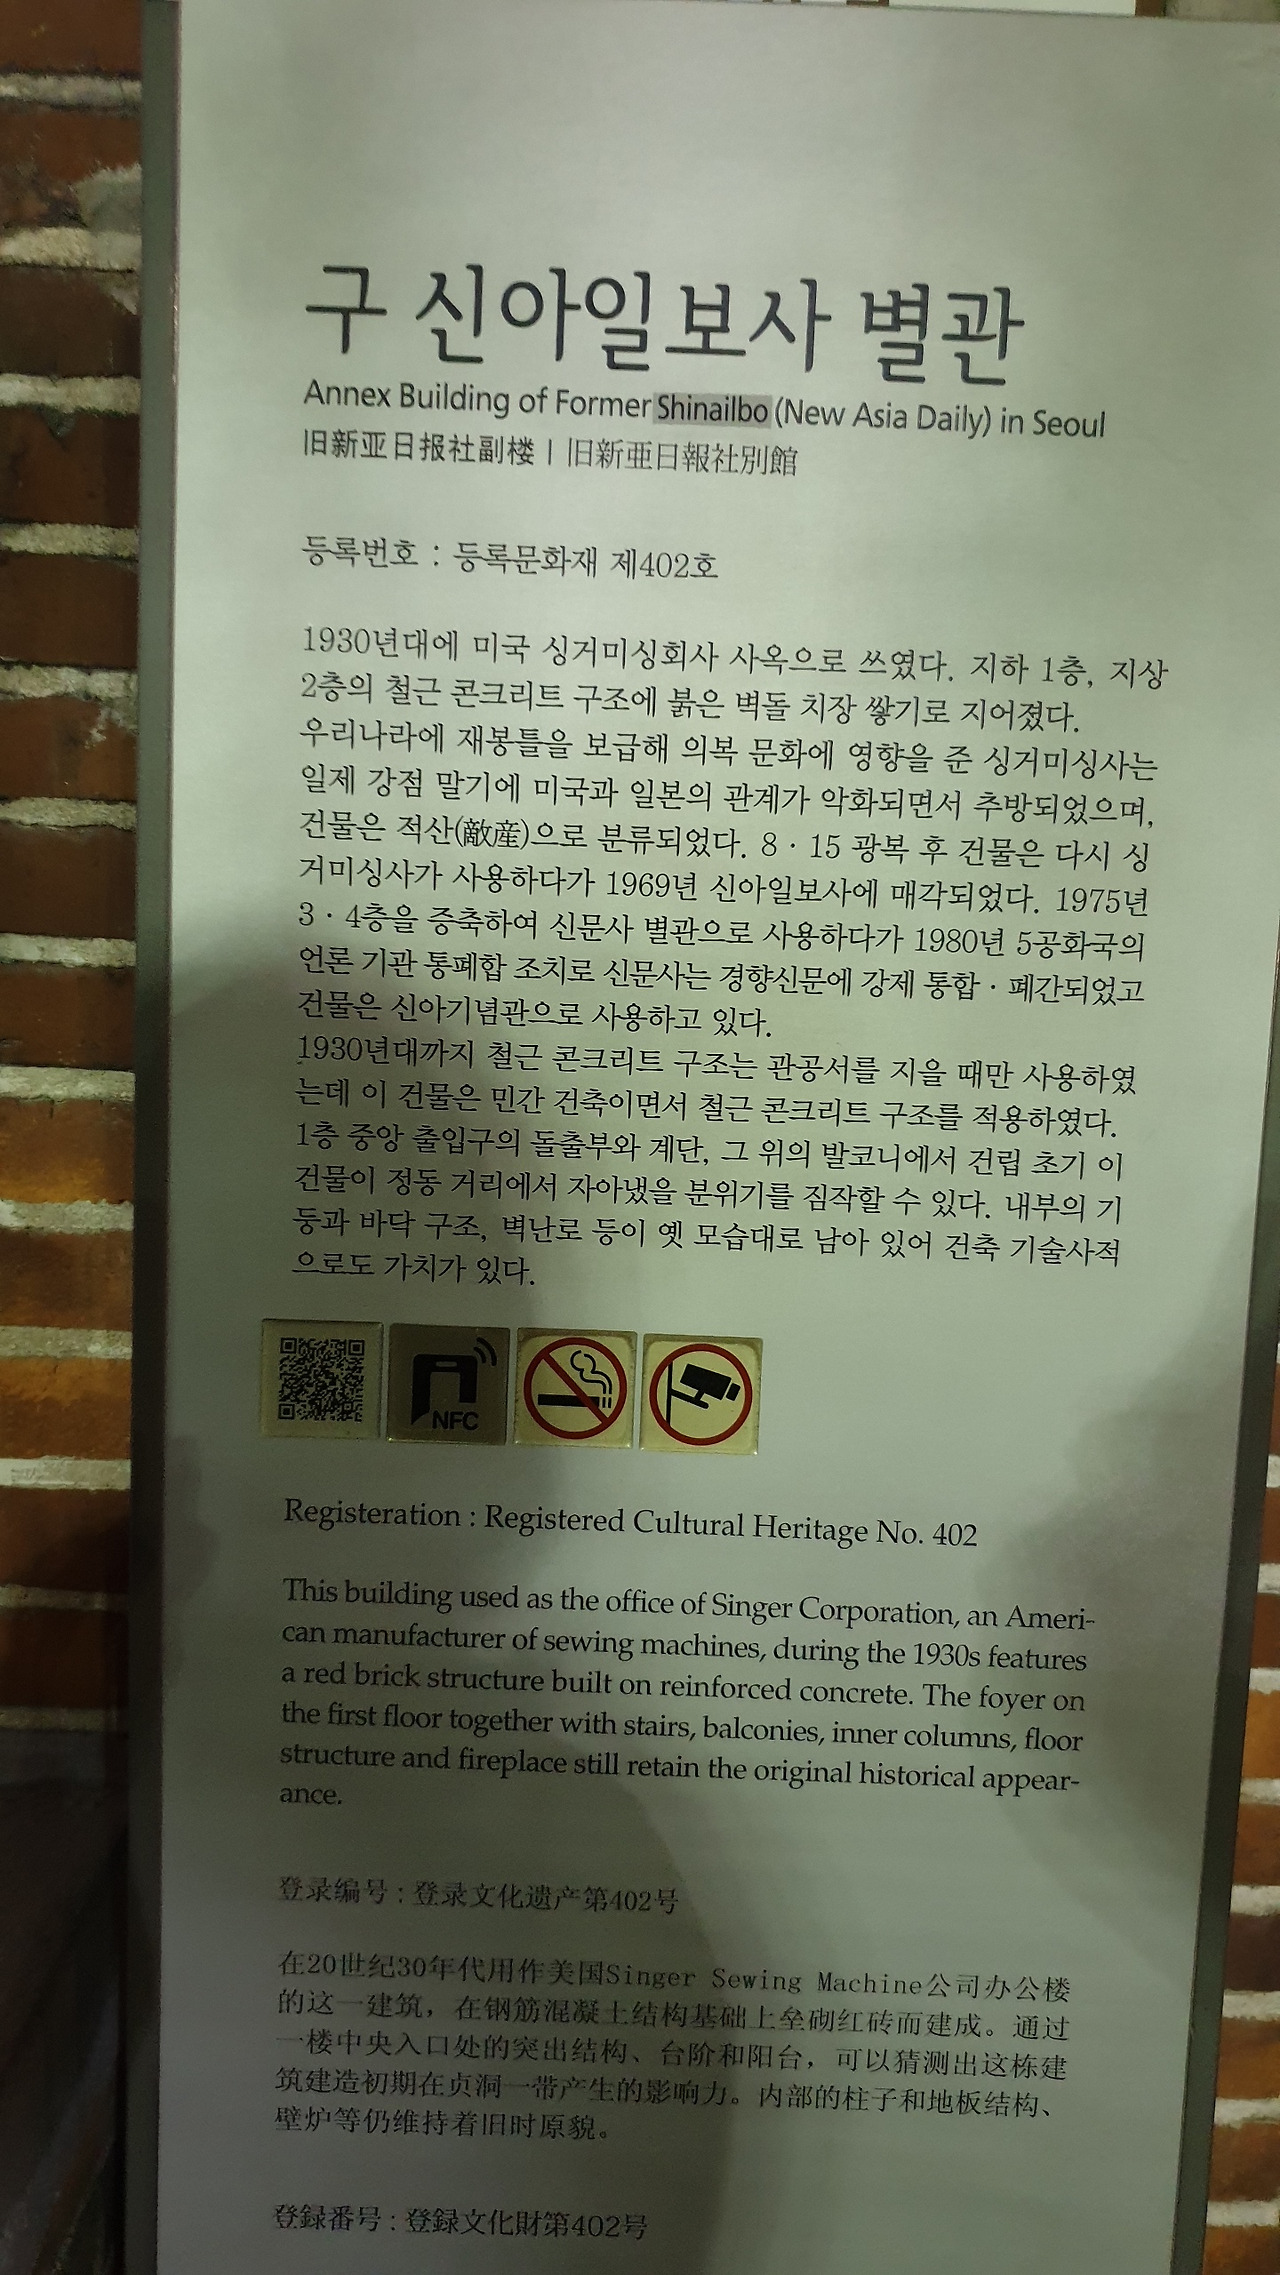 구 신아일보사 별관
Annex Building of Former Shinailbo (New Asia Daily) in Seoul
旧新亚日报社副楼 | 旧新亜日報社別館
등록번호 : 등록문화재 제402호
1930년대에 미국 싱거미싱회사 사옥으로 쓰였다. 지하 1층, 지상
2층의 철근 콘크리트 구조에 붉은 벽돌 치장 쌓기로 지어졌다.
우리나라에 재봉틀을 보급해 의복 문화에 영향을 준 싱거미싱사는
일제 강점 말기에 미국과 일본의 관계가 악화되면서 추방되었으며,
건물은 적산(敵産)으로 분류되었다. 8 · 15 광복 후 건물은 다시 싱
거미싱사가 사용하다가 1969년 신아일보사에 매각되었다. 1975년
3 · 4층을 증축하여 신문사 별관으로 사용하다가 1980년 5공화국의
언론 기관 통폐합 조치로 신문사는 경향신문에 강제 통합 · 폐간되었고
건물은 신아기념관으로 사용하고 있다.
1930년대까지 철근 콘크리트 구조는 관공서를 지을 때만 사용하였
는데 이 건물은 민간 건축이면서 철근 콘크리트 구조를 적용하였다.
1층 중앙 출입구의 돌출부와 계단, 그 위의 발코니에서 건립 초기 이
건물이 정동 거리에서 자아냈을 분위기를 짐작할 수 있다. 내부의 기
둥과 바닥 구조, 벽난로 등이 옛 모습대로 남아 있어 건축 기술사적
으로도 가치가 있다.
NFC
Registeration : Registered Cultural Heritage No. 402
This building used as the office of Singer Corporation, an Ameri-
can manufacturer of sewing machines, during the 1930s features
a red brick structure built on reinforced concrete. The foyer on
the first floor together with stairs, balconies, inner columns, floor
structure and fireplace still retain the original historical appear-
ance.
登录编号 : 登录文化遗产第402号
在20世纪30年代用作美国Singer Sewing Machine公司办公楼
的这一建筑，在钢筋混凝土结构基础上垒砌红砖而建成。通过
一楼中央入口处的突出结构、台阶和阳台，可以猜测出这栋建
筑建造初期在贞洞一带产生的影响力。内部的柱子和地板结构、
壁炉等仍维持着旧时原貌。
登録番号 : 登録文化財第402号